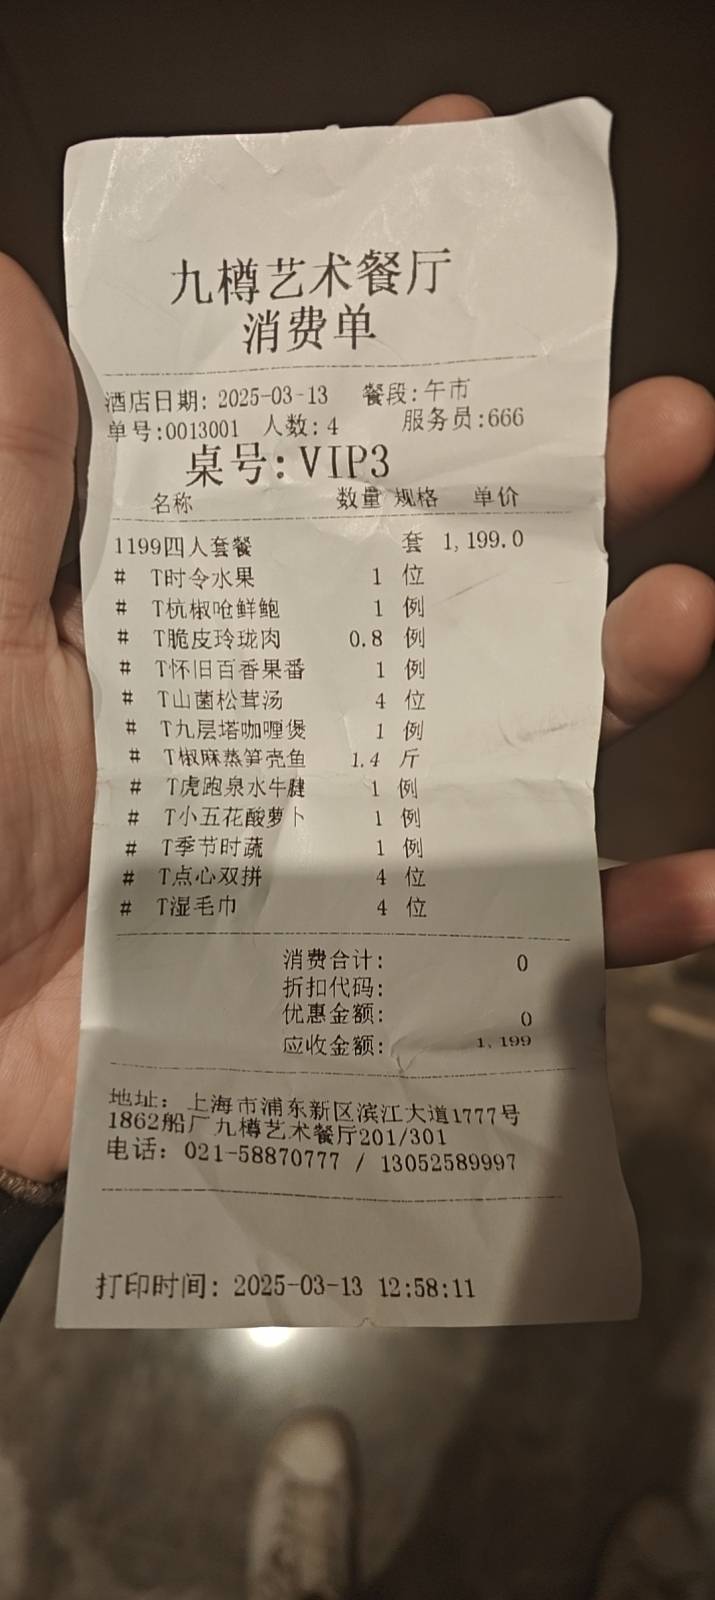 九樽艺术餐厅
消费单
酒店日期: 2025-03-13 餐段:午市
单号:0013001 人数:4 服务员:666
桌号:VIP3
名称 数量 规格 单价
1199四人套餐 套 1,199.0
# T时令水果 1 位
# T杭椒呛鲜鲍 1 例
# T脆皮玲珑肉 0.8 例
# T怀旧百香果番 1 例
# T山菌松茸汤 4 位
# T九层塔咖喱煲 1 例
# T椒麻蒸笋壳鱼 1.4 斤
# T虎跑泉水牛腱 1 例
# T小五花酸萝卜 1 例
# T季节时蔬 1 例
# T点心双拼 4 位
# T湿毛巾 4 位
消费合计: 0
折扣代码:
优惠金额: 0
应收金额: 1,199
地址: 上海市浦东新区滨江大道1777号
1862船厂九樽艺术餐厅201/301
电话: 021-58870777 / 13052589997
打印时间: 2025-03-13 12:58:11